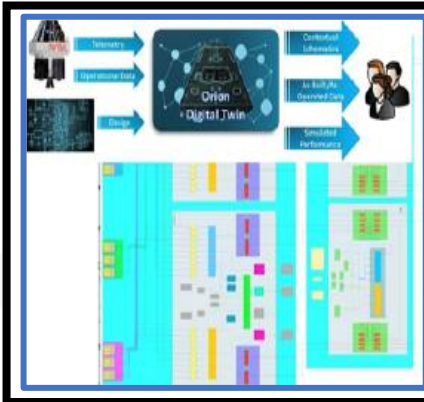 Telemetry
Operational Data
Design
Orion
Digital Twin
Contextual
Schematics
As Built/As
Operated Data
Simulated
Performance